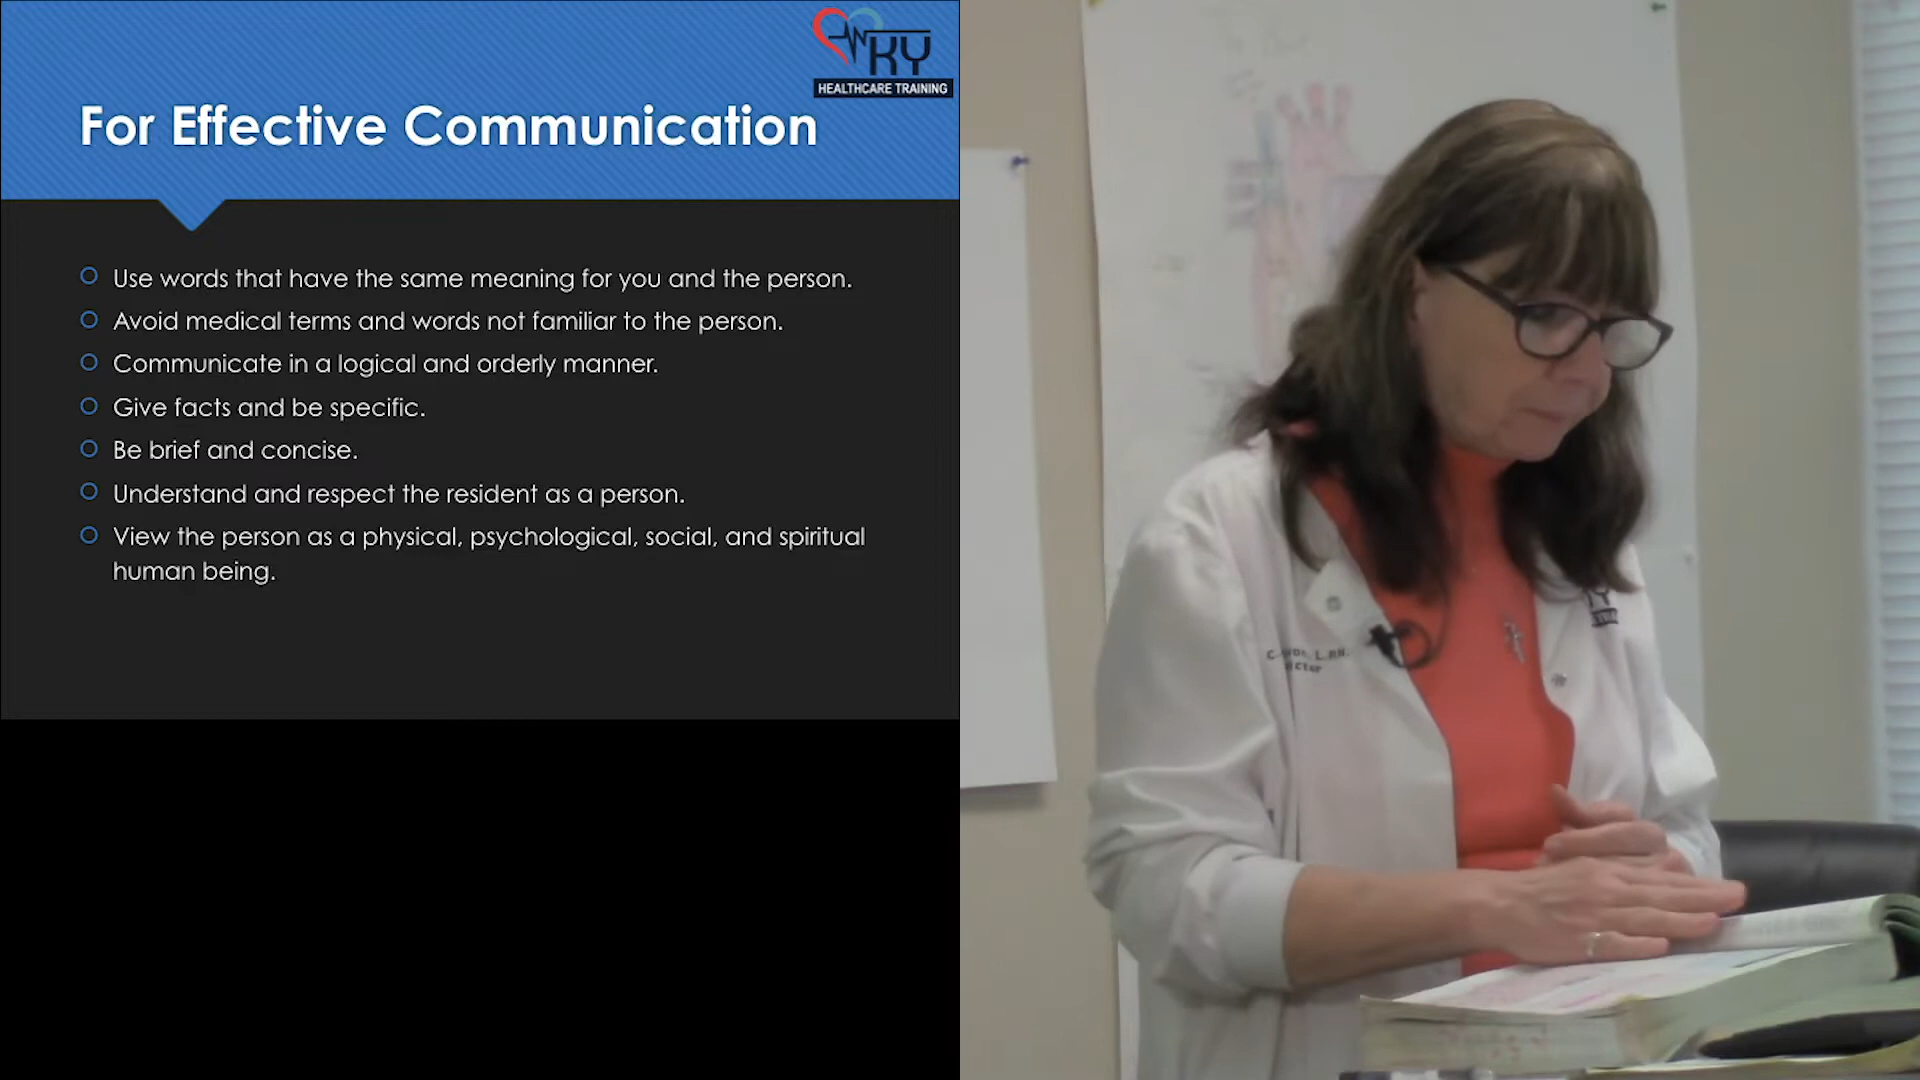 KY
HEALTHCARE TRAINING
For Effective Communication
Use words that have the same meaning for you and the person.
Avoid medical terms and words not familiar to the person.
Communicate in a logical and orderly manner.
Give facts and be specific.
Be brief and concise.
Understand and respect the resident as a person.
View the person as a physical, psychological, social, and spiritual
human being.